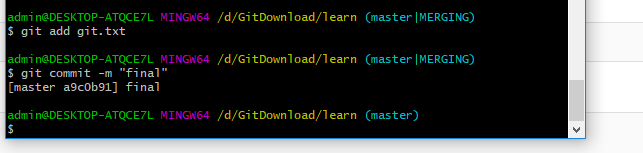 admin@DESKTOP-ATQCE7L MINGW64 /d/GitDownload/learn (master|MERGING)
$ git add git.txt
admin@DESKTOP-ATQCE7L MINGW64 /d/GitDownload/learn (master|MERGING)
$ git commit -m "final"
[master a9c0b91] final
admin@DESKTOP-ATQCE7L MINGW64 /d/GitDownload/learn (master)
$